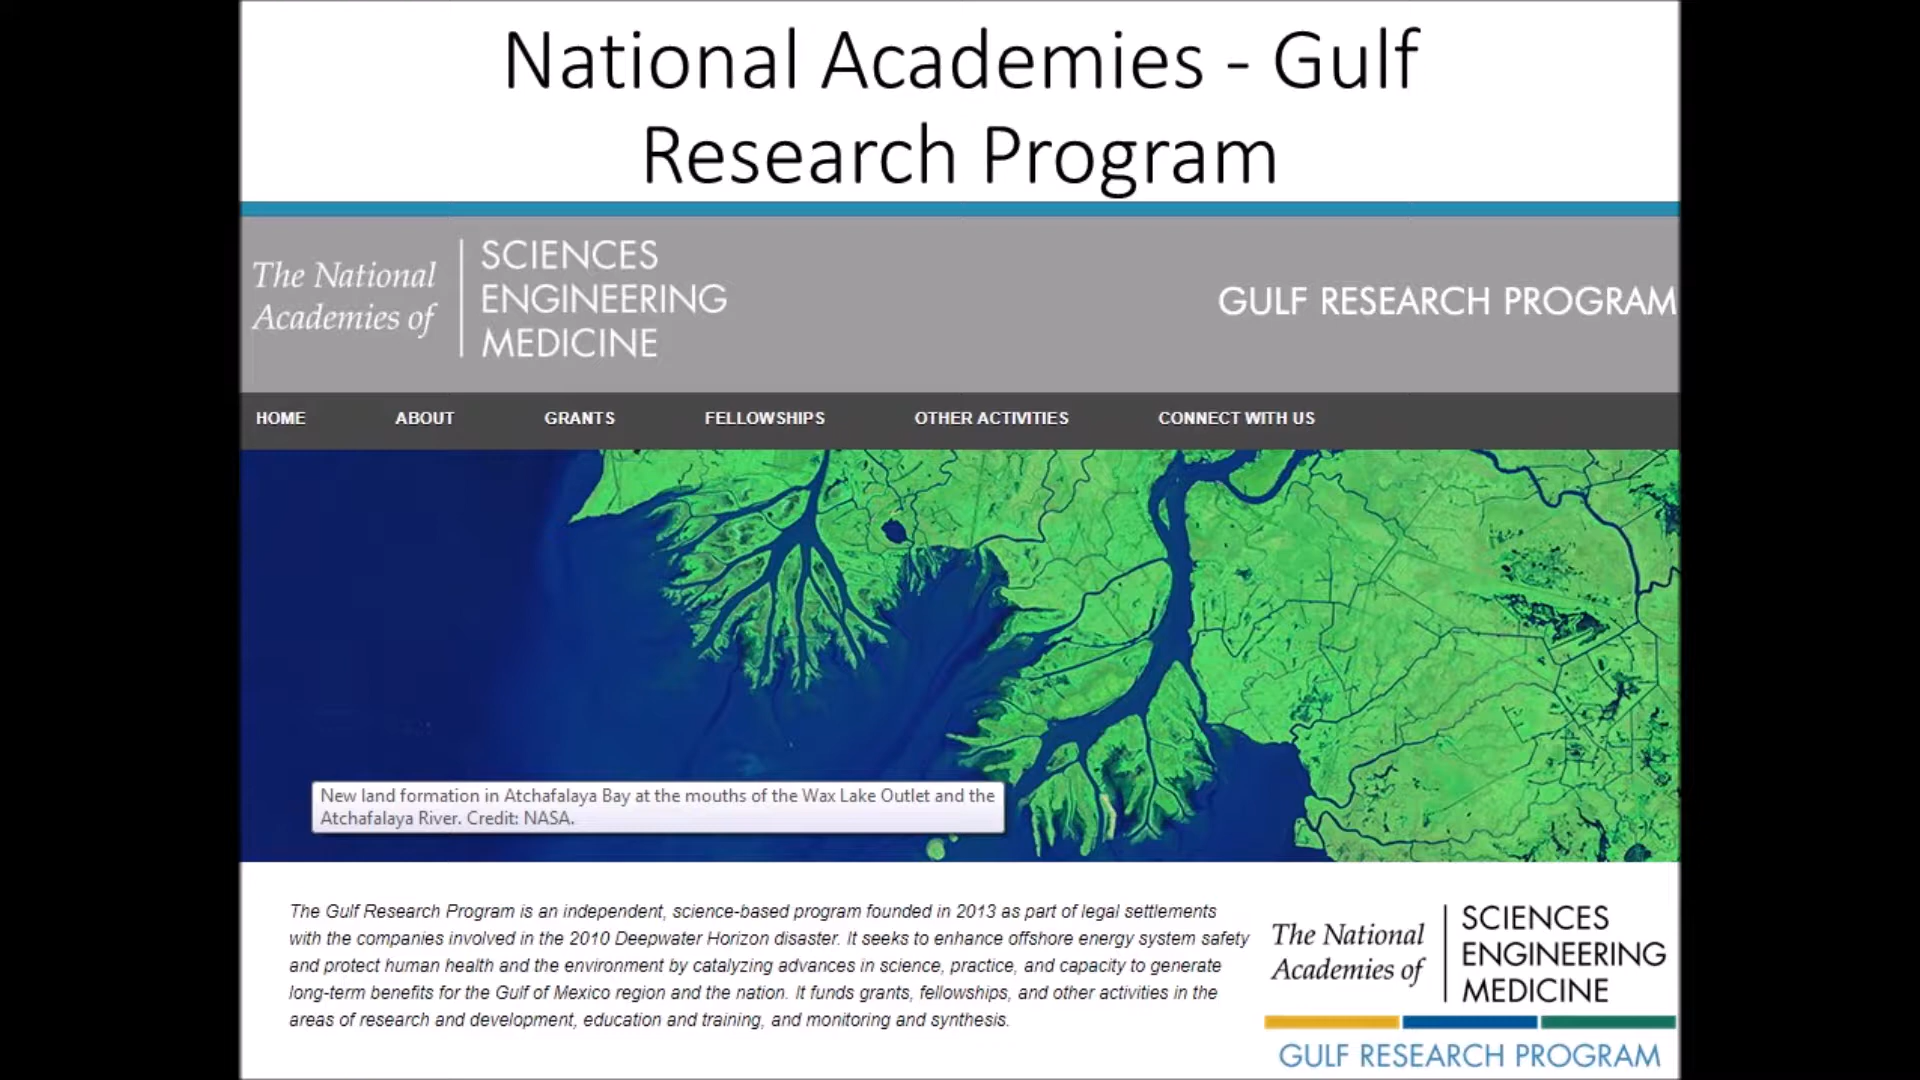 National Academies - Gulf
Research Program
The National
Academies of
SCIENCES
ENGINEERING
MEDICINE
GULF RESEARCH PROGRAM
HOME ABOUT GRANTS FELLOWSHIPS OTHER ACTIVITIES CONNECT WITH US
New land formation in Atchafalaya Bay at the mouths of the Wax Lake Outlet and the
Atchafalaya River. Credit: NASA.
The Gulf Research Program is an independent, science-based program founded in 2013 as part of legal settlements
with the companies involved in the 2010 Deepwater Horizon disaster. It seeks to enhance offshore energy system safety
and protect human health and the environment by catalyzing advances in science, practice, and capacity to generate
long-term benefits for the Gulf of Mexico region and the nation. It funds grants, fellowships, and other activities in the
areas of research and development, education and training, and monitoring and synthesis.
The National
Academies of
SCIENCES
ENGINEERING
MEDICINE
GULF RESEARCH PROGRAM